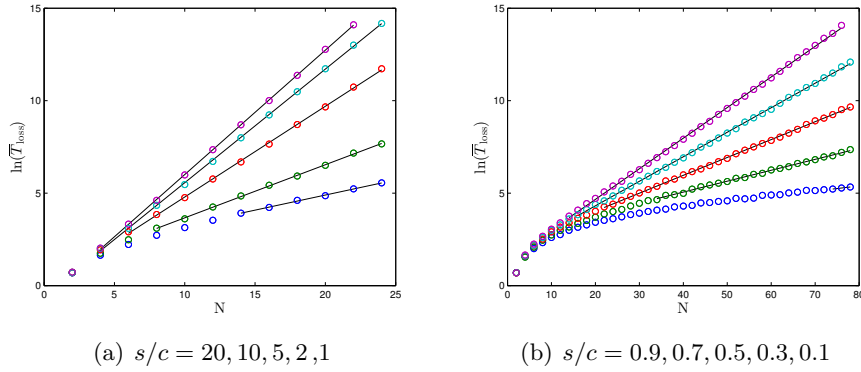 15
10
5
0
ln(T̅loss)
0 5 10 15 20 25
N
(a) s/c = 20, 10, 5, 2 ,1
15
10
5
0
ln(T̅loss)
0 10 20 30 40 50 60 70 80
N
(b) s/c = 0.9, 0.7, 0.5, 0.3, 0.1